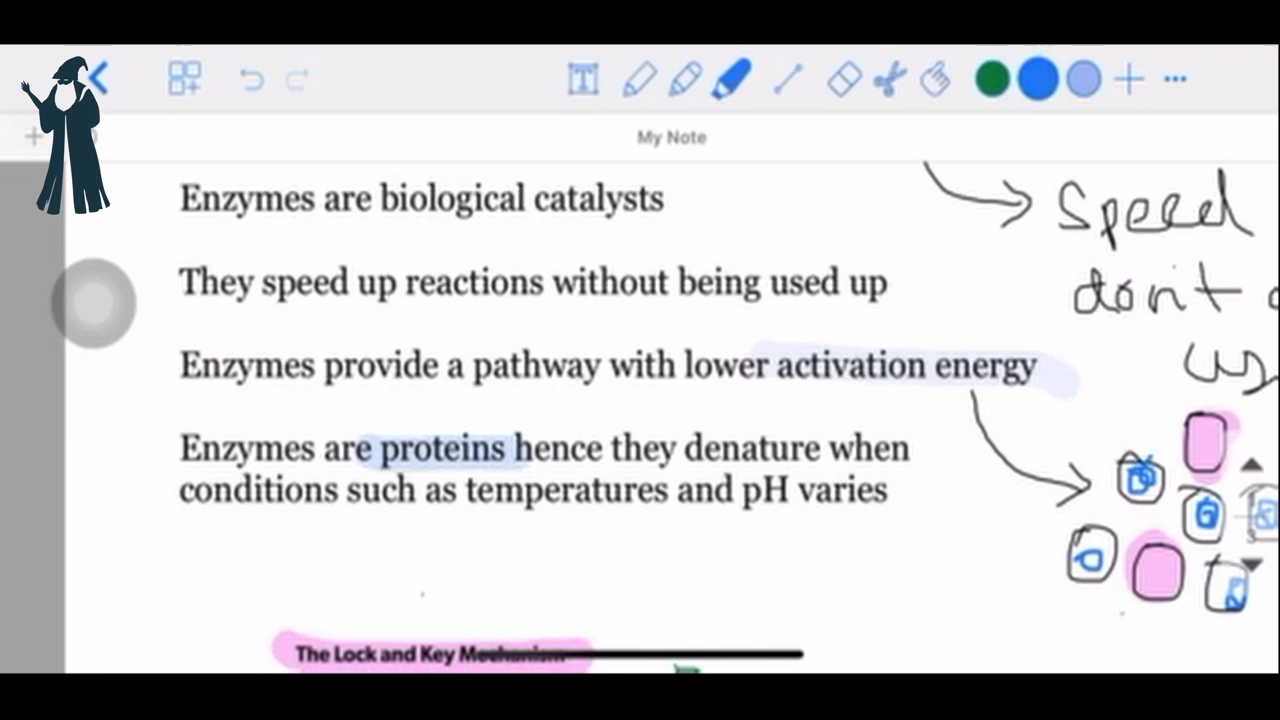 My Note
Enzymes are biological catalysts
Speed
They speed up reactions without being used up
don't
Enzymes provide a pathway with lower activation energy
us
Enzymes are proteins hence they denature when
conditions such as temperatures and pH varies
The Lock and Key Mechanism